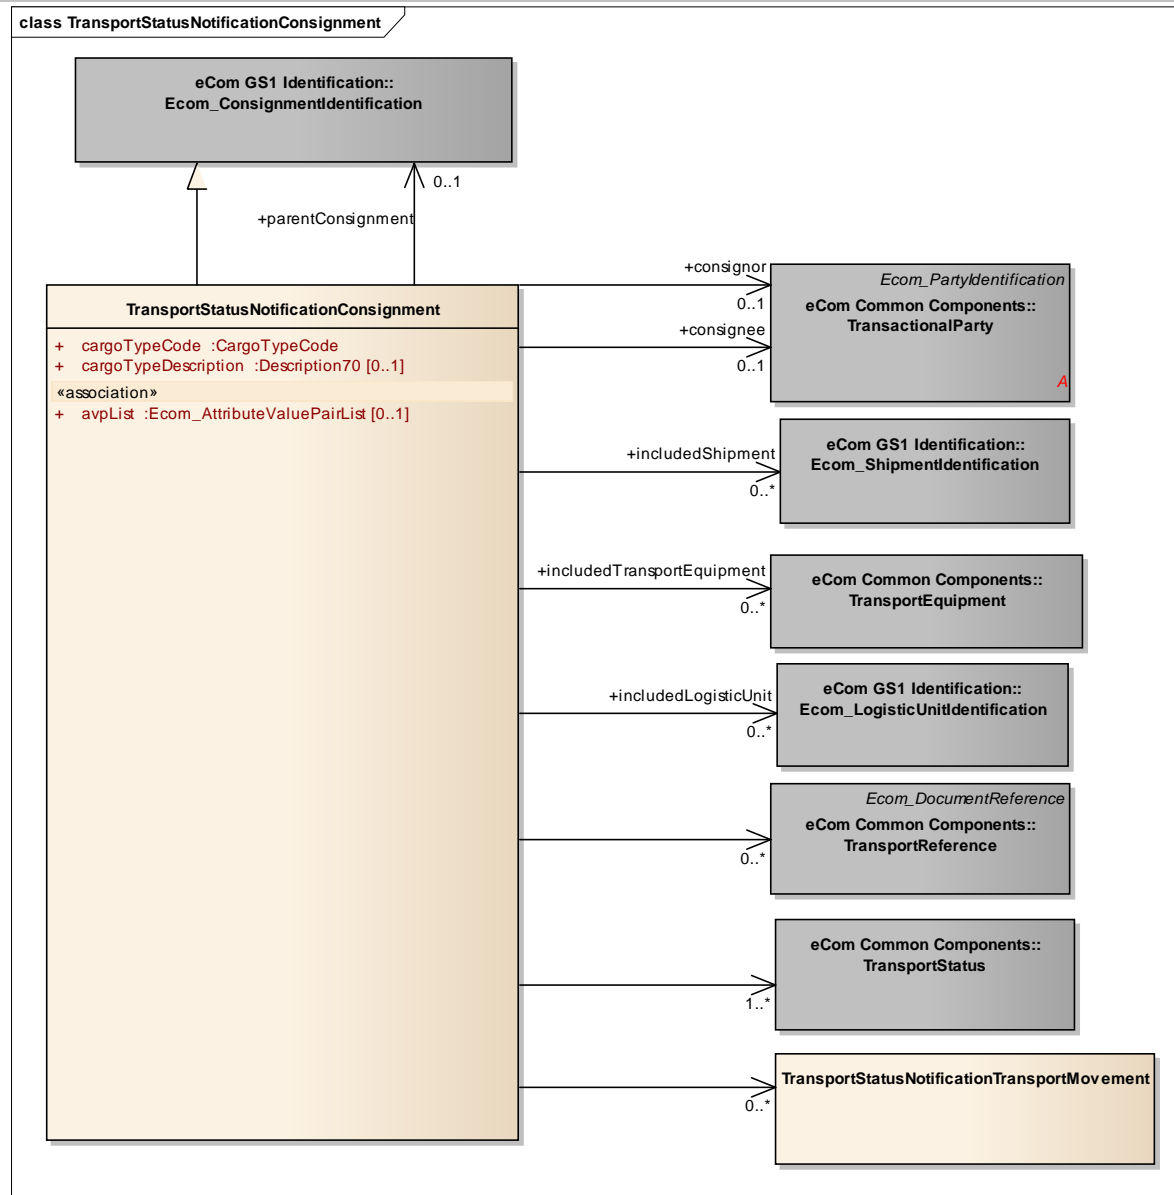 class TransportStatusNotificationConsignment
eCom GS1 Identification::
Ecom_ConsignmentIdentification
0..1
+parentConsignment
TransportStatusNotificationConsignment
+ cargoTypeCode :CargoTypeCode
+ cargoTypeDescription :Description70 [0..1]
«association»
+ avpList :Ecom_AttributeValuePairList [0..1]
+consignor
0..1
+consignee
0..1
Ecom_PartyIdentification
eCom Common Components::
TransactionalParty
A
+includedShipment
0..*
eCom GS1 Identification::
Ecom_ShipmentIdentification
+includedTransportEquipment
0..*
eCom Common Components::
TransportEquipment
+includedLogisticUnit
0..*
eCom GS1 Identification::
Ecom_LogisticUnitIdentification
0..*
Ecom_DocumentReference
eCom Common Components::
TransportReference
1..*
eCom Common Components::
TransportStatus
0..*
TransportStatusNotificationTransportMovement